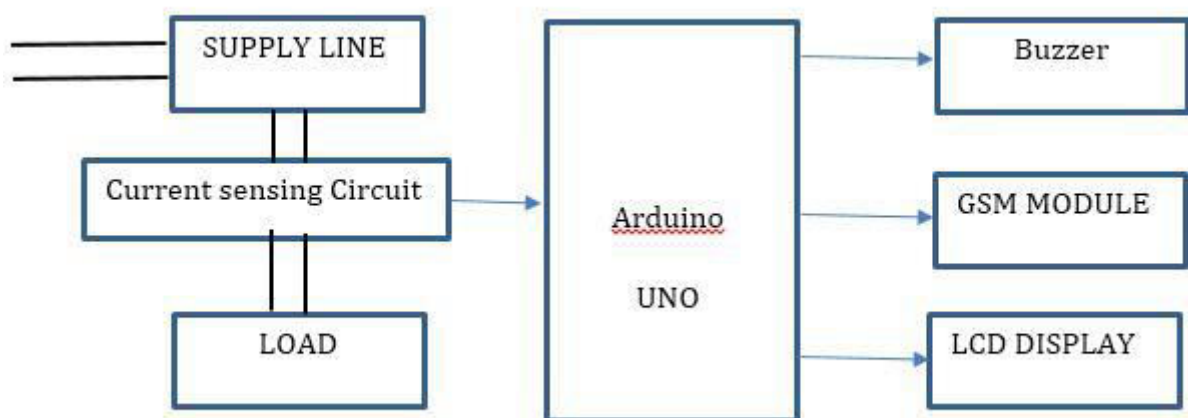 SUPPLY LINE
Current sensing Circuit
LOAD
Arduino
UNO
Buzzer
GSM MODULE
LCD DISPLAY